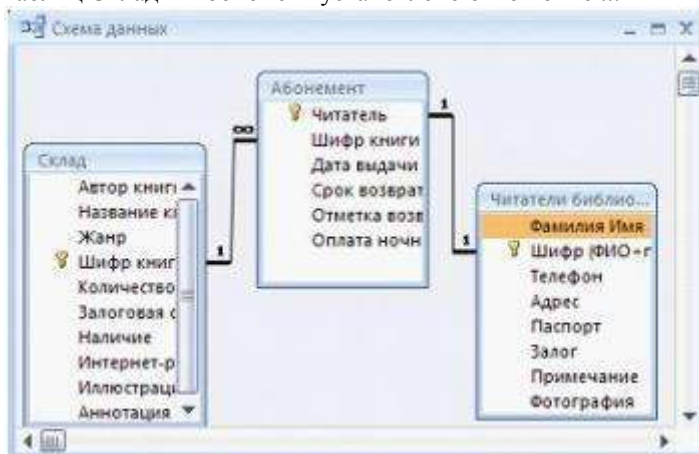 Схема данных
Абонемент
Читатель
Шифр книги
Дата выдачи
Срок возврат
Отметка возв
Оплата ночн
∞
1
Склад
Автор книги
Название к
Жанр
Шифр книг
Количество
Залоговая с
Наличие
Интернет-р
Иллюстраци
Аннотация
1
1
Читатели библио...
Фамилия Имя
Шифр (ФИО+г
Телефон
Адрес
Паспорт
Залог
Примечание
Фотография